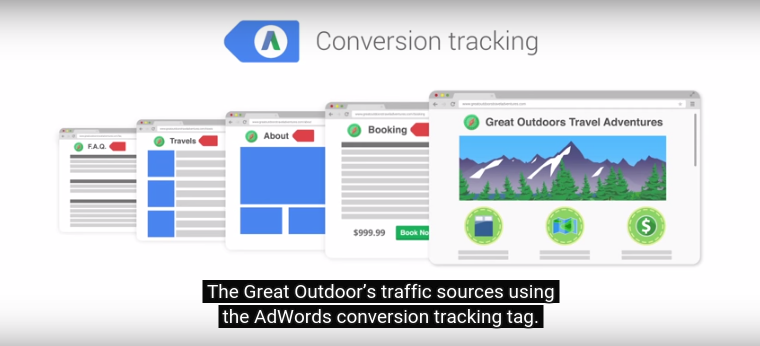 Conversion tracking
F.A.Q.
Travels
About
Booking
$999.99
Book No
Great Outdoors Travel Adventures
The Great Outdoor’s traffic sources using
the AdWords conversion tracking tag.